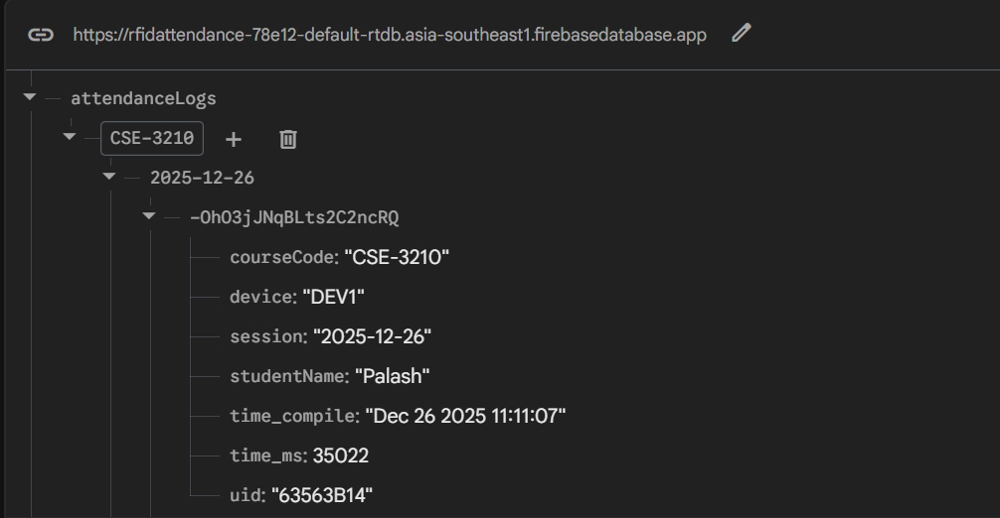 https://rfidattendance-78e12-default-rtdb.asia-southeast1.firebasedatabase.app
attendanceLogs
CSE-3210
2025-12-26
-OhO3jJNqBLts2C2ncRQ
courseCode: "CSE-3210"
device: "DEV1"
session: "2025-12-26"
studentName: "Palash"
time_compile: "Dec 26 2025 11:11:07"
time_ms: 35022
uid: "63563B14"